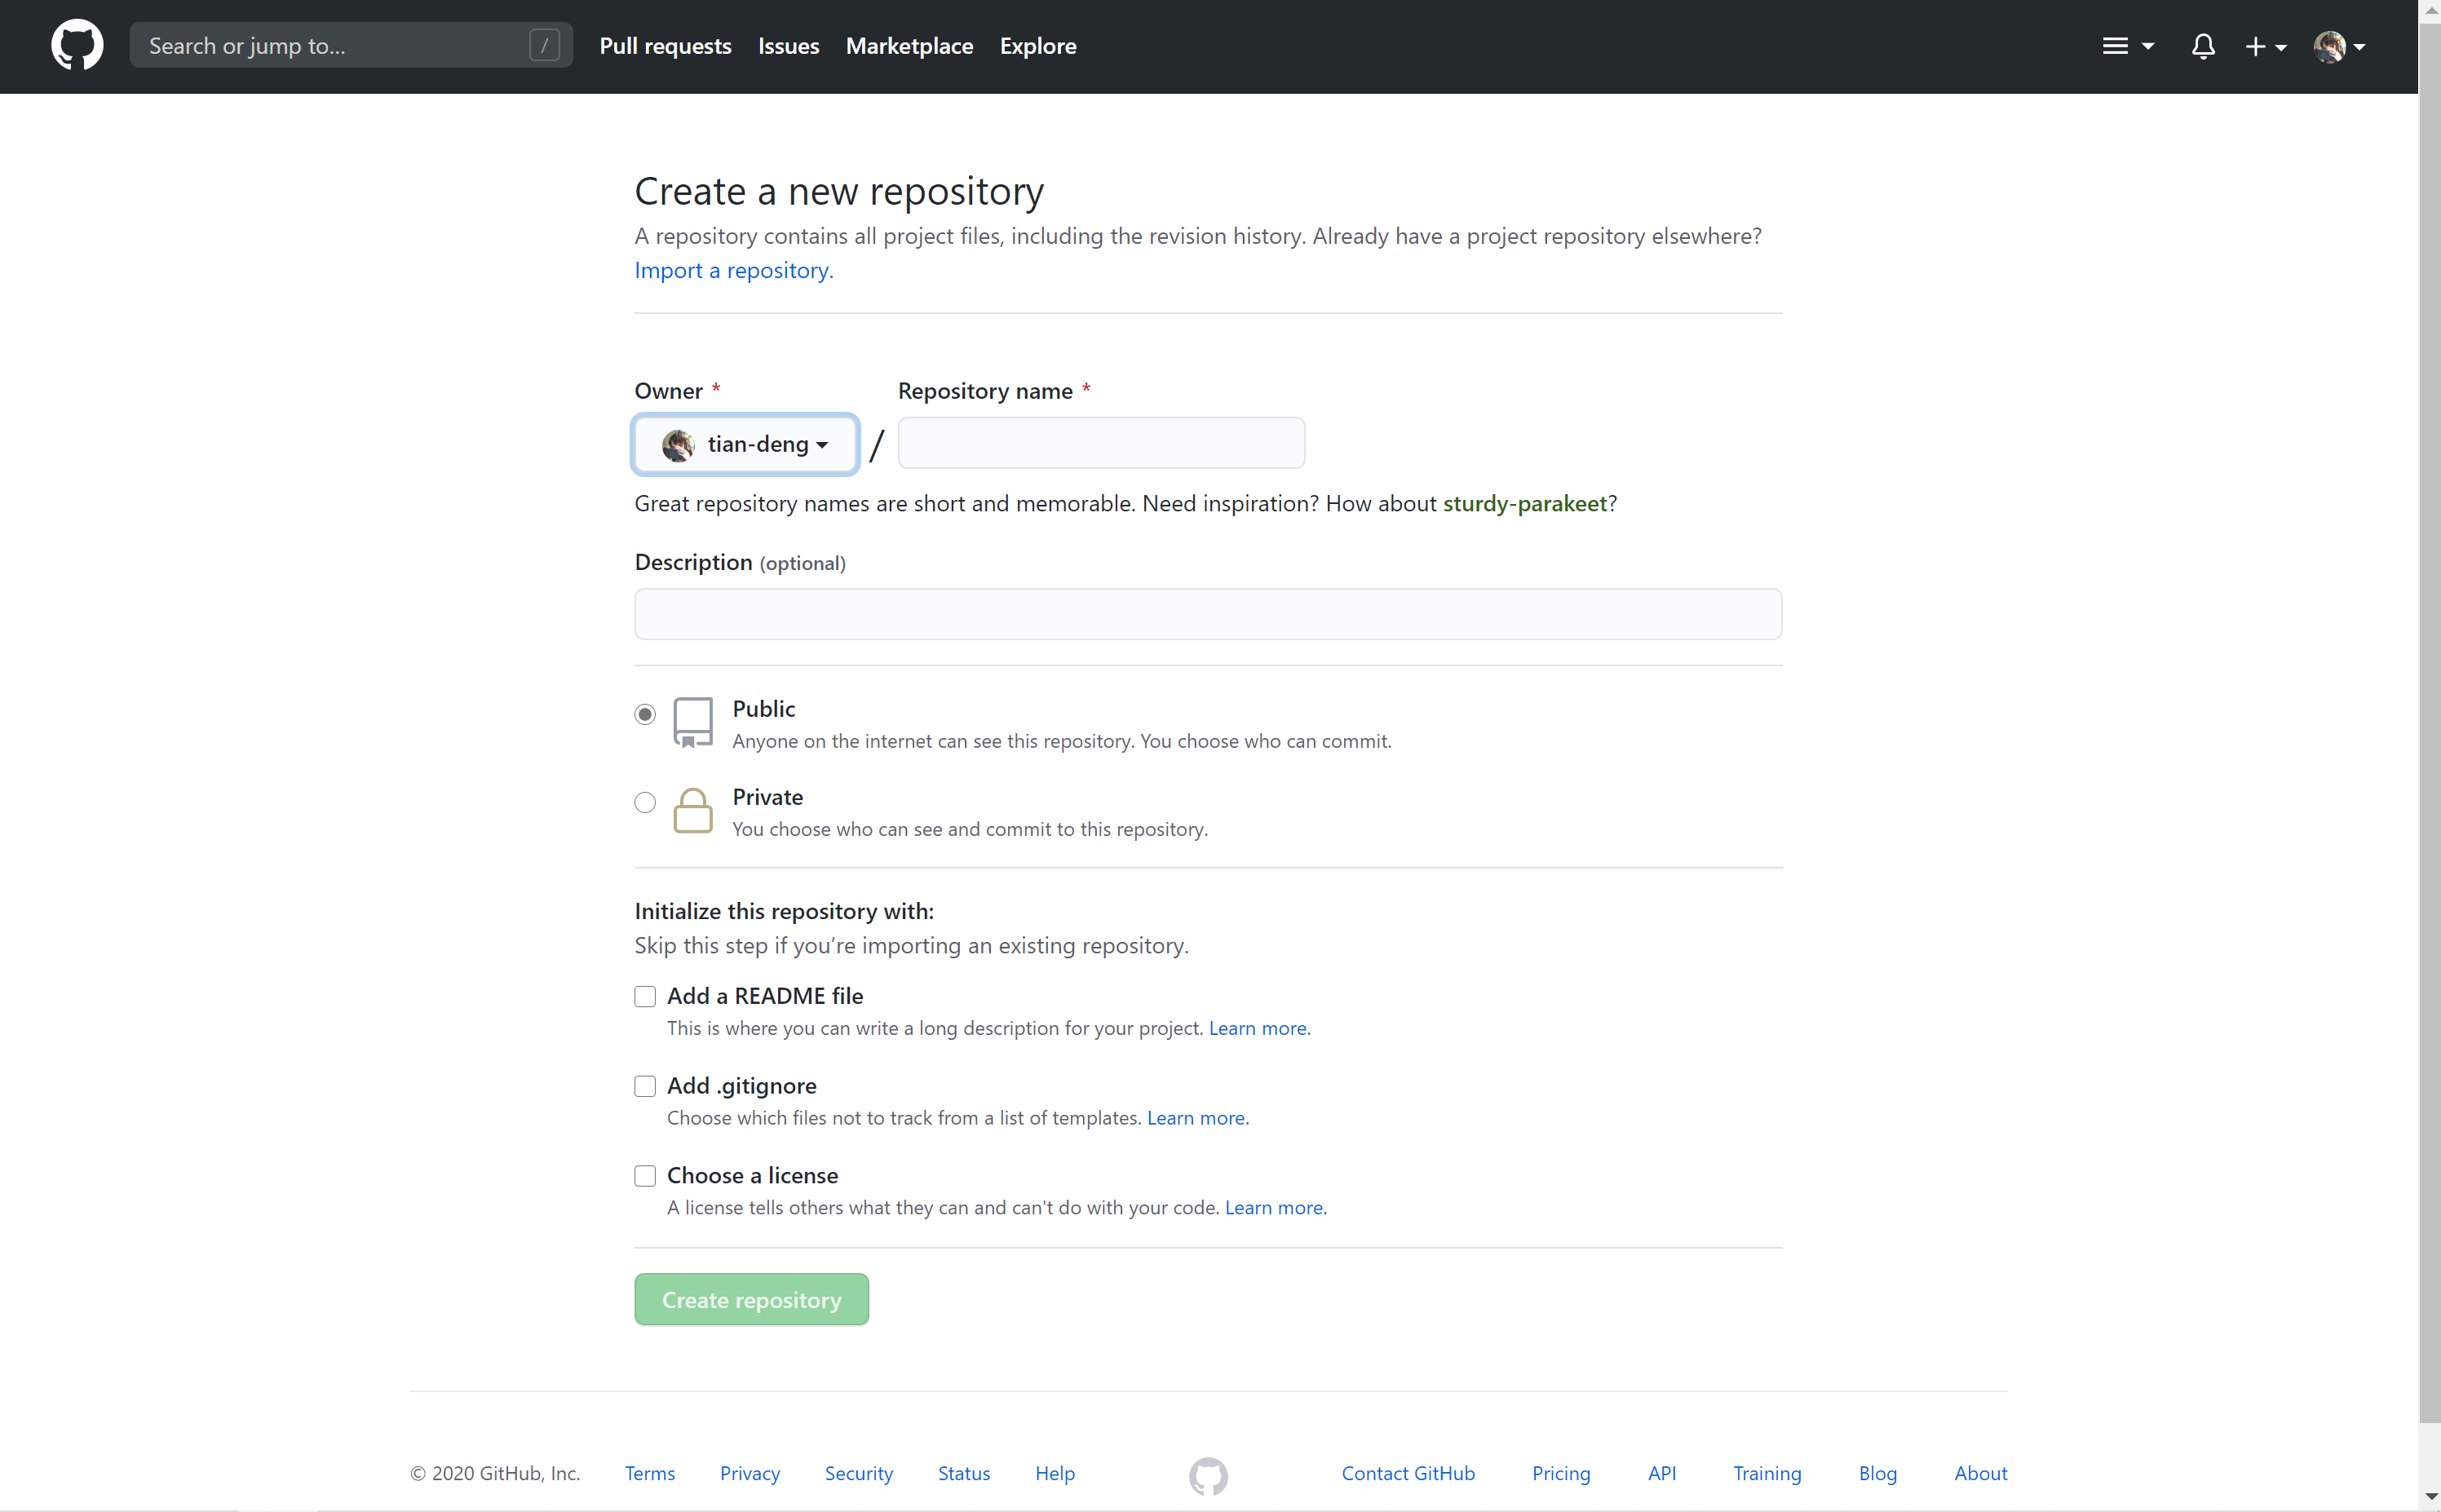 Search or jump to... /
Pull requests Issues Marketplace Explore
Create a new repository
A repository contains all project files, including the revision history. Already have a project repository elsewhere?
Import a repository.
Owner *
Repository name *
tian-deng /
Great repository names are short and memorable. Need inspiration? How about sturdy-parakeet?
Description (optional)
Public
Anyone on the internet can see this repository. You choose who can commit.
Private
You choose who can see and commit to this repository.
Initialize this repository with:
Skip this step if you’re importing an existing repository.
Add a README file
This is where you can write a long description for your project. Learn more.
Add .gitignore
Choose which files not to track from a list of templates. Learn more.
Choose a license
A license tells others what they can and can't do with your code. Learn more.
Create repository
© 2020 GitHub, Inc. Terms Privacy Security Status Help Contact GitHub Pricing API Training Blog About